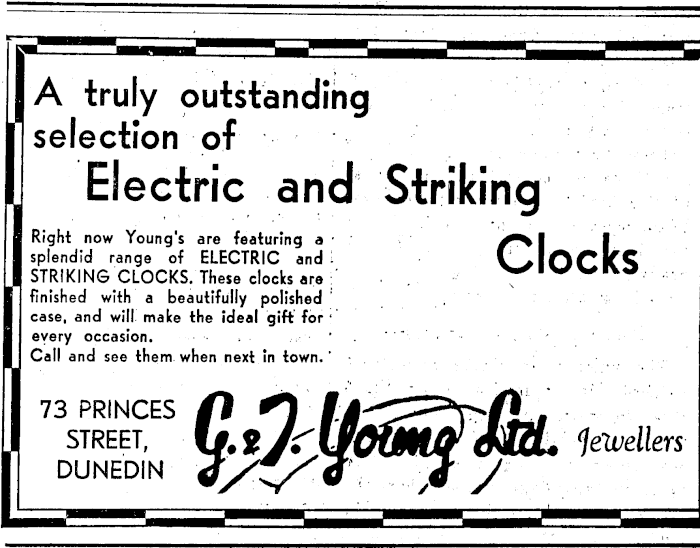 A truly outstanding
selection of
Electric and Striking
Clocks
Right now Young's are featuring a
splendid range of ELECTRIC and
STRIKING CLOCKS. These clocks are
finished with a beautifully polished
case, and will make the ideal gift for
every occasion.
Call and see them when next in town.
73 PRINCES
STREET,
DUNEDIN
G. & T. Young Ltd. Jewellers